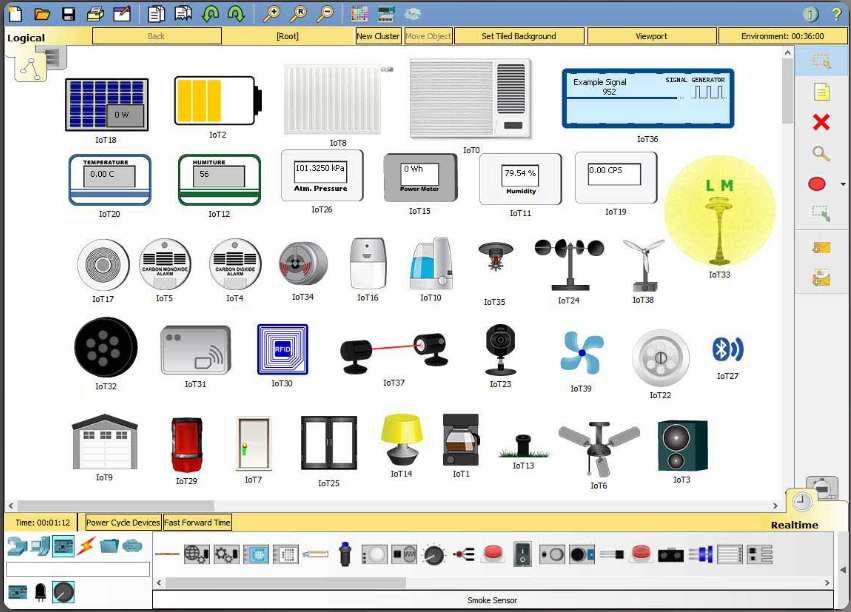 Logical
Back
[Root]
New Cluster
Move Object
Set Tiled Background
Viewport
Environment: 00:36:00
0 W
IoT18
IoT2
IoT8
IoT0
Example Signal
952
SIGNAL GENERATOR
IoT36
TEMPERATURE
0.00 C
IoT20
HUMITURE
56
IoT12
101.3250 kPa
Atm. Pressure
IoT26
0 Wh
Power Meter
IoT15
79.54 %
Humidity
IoT11
0.00 CPS
IoT19
L M
IoT33
IoT17
CARBON MONOXIDE
ALARM
IoT5
CARBON DIOXIDE
ALARM
IoT4
IoT34
IoT16
IoT10
IoT35
IoT24
IoT38
IoT32
IoT31
RFID
IoT30
IoT37
IoT23
IoT39
IoT22
IoT27
IoT9
IoT29
IoT7
IoT25
IoT14
IoT1
IoT13
IoT6
IoT3
Time: 00:01:12
Power Cycle Devices
Fast Forward Time
Realtime
Smoke Sensor